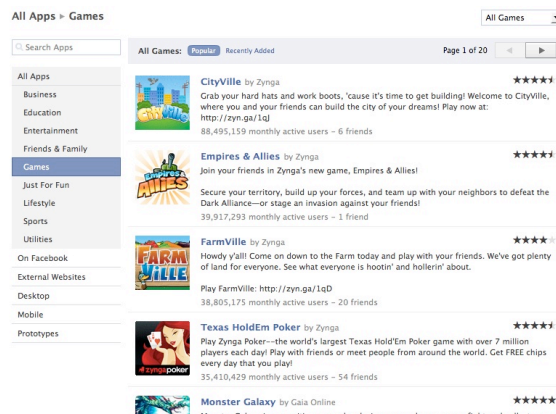 All Apps ▸ Games
All Games
Search Apps
All Games: Popular Recently Added
Page 1 of 20
All Apps
Business
Education
Entertainment
Friends & Family
Games
Just For Fun
Lifestyle
Sports
Utilities
On Facebook
External Websites
Desktop
Mobile
Prototypes
CityVille
CityVille by Zynga
Grab your hard hats and work boots, 'cause it's time to get building! Welcome to CityVille,
where you and your friends can build the city of your dreams! Play now at:
http://zyn.ga/1qJ
88,495,159 monthly active users – 6 friends
Empires & Allies
Empires & Allies by Zynga
Join your friends in Zynga's new game, Empires & Allies!
Secure your territory, build up your forces, and team up with your neighbors to defeat the
Dark Alliance—or stage an invasion against your friends!
39,917,293 monthly active users – 1 friend
FARM VILLE
FarmVille by Zynga
Howdy y'all! Come on down to the Farm today and play with your friends. We've got plenty
of land for everyone. See what everyone is hootin' and hollerin' about.
Play FarmVille: http://zyn.ga/1qD
38,805,175 monthly active users – 20 friends
zyngapoker
Texas HoldEm Poker by Zynga
Play Zynga Poker--the world's largest Texas Hold'Em Poker game with over 7 million
players each day! Play with friends or meet people from around the world. Get FREE chips
every day that you play!
35,410,429 monthly active users – 54 friends
Monster Galaxy by Gaia Online